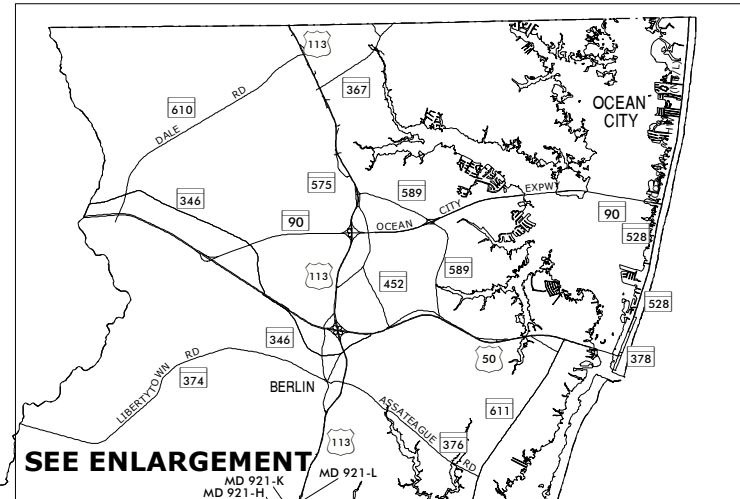 113
367
610
DALE RD
OCEAN
CITY
346
575
589
OCEAN CITY EXPWY
90
90
528
113
452
589
528
346
50
378
LIBERTYTOWN RD
374
BERLIN
611
ASSATEAGUE RD
113
376
SEE ENLARGEMENT
MD 921-K
MD 921-L
MD 921-H